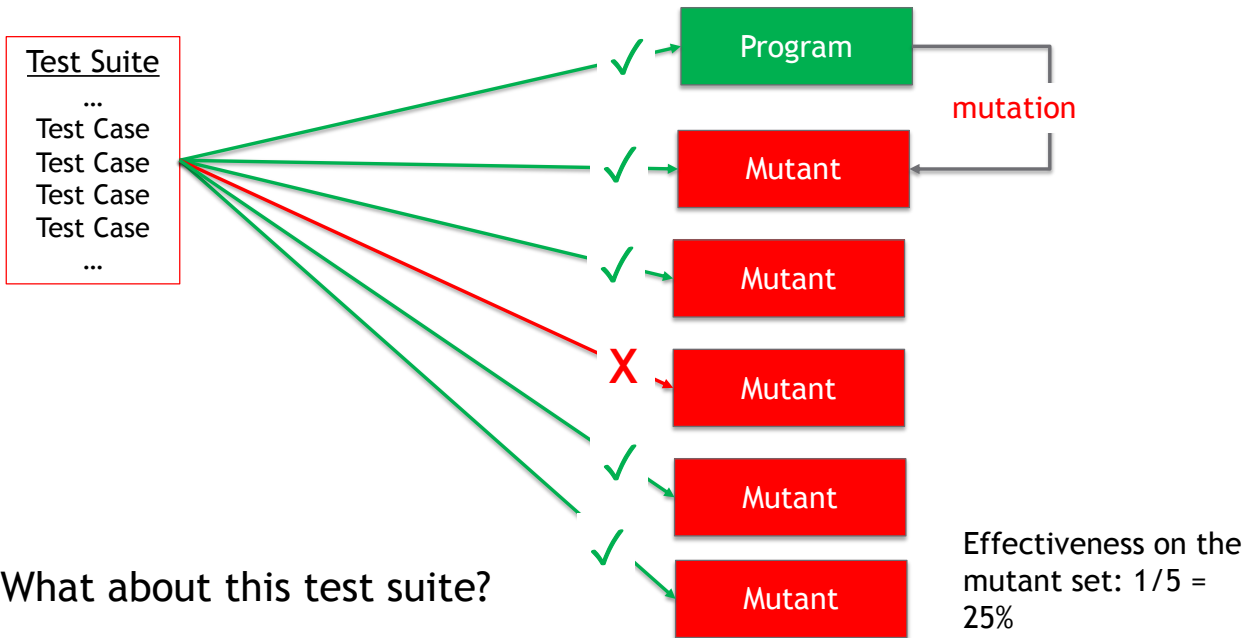 Test Suite
…
Test Case
Test Case
Test Case
Test Case
…
✓
Program
mutation
✓
Mutant
✓
Mutant
X
Mutant
✓
Mutant
✓
Mutant
What about this test suite?
Effectiveness on the
mutant set: 1/5 =
25%